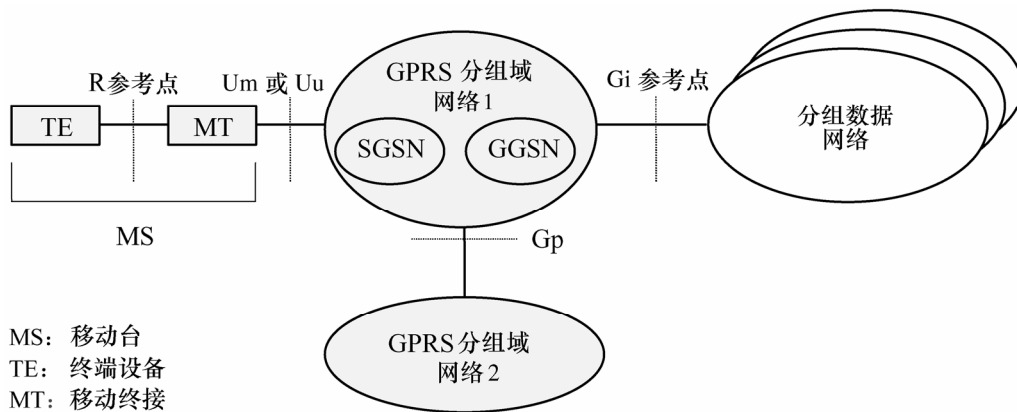 R参考点
Um 或 Uu
GPRS 分组域
网络1
Gi 参考点
分组数据
网络
TE
MT
SGSN
GGSN
MS
Gp
GPRS分组域
网络2
MS：移动台
TE：终端设备
MT：移动终接